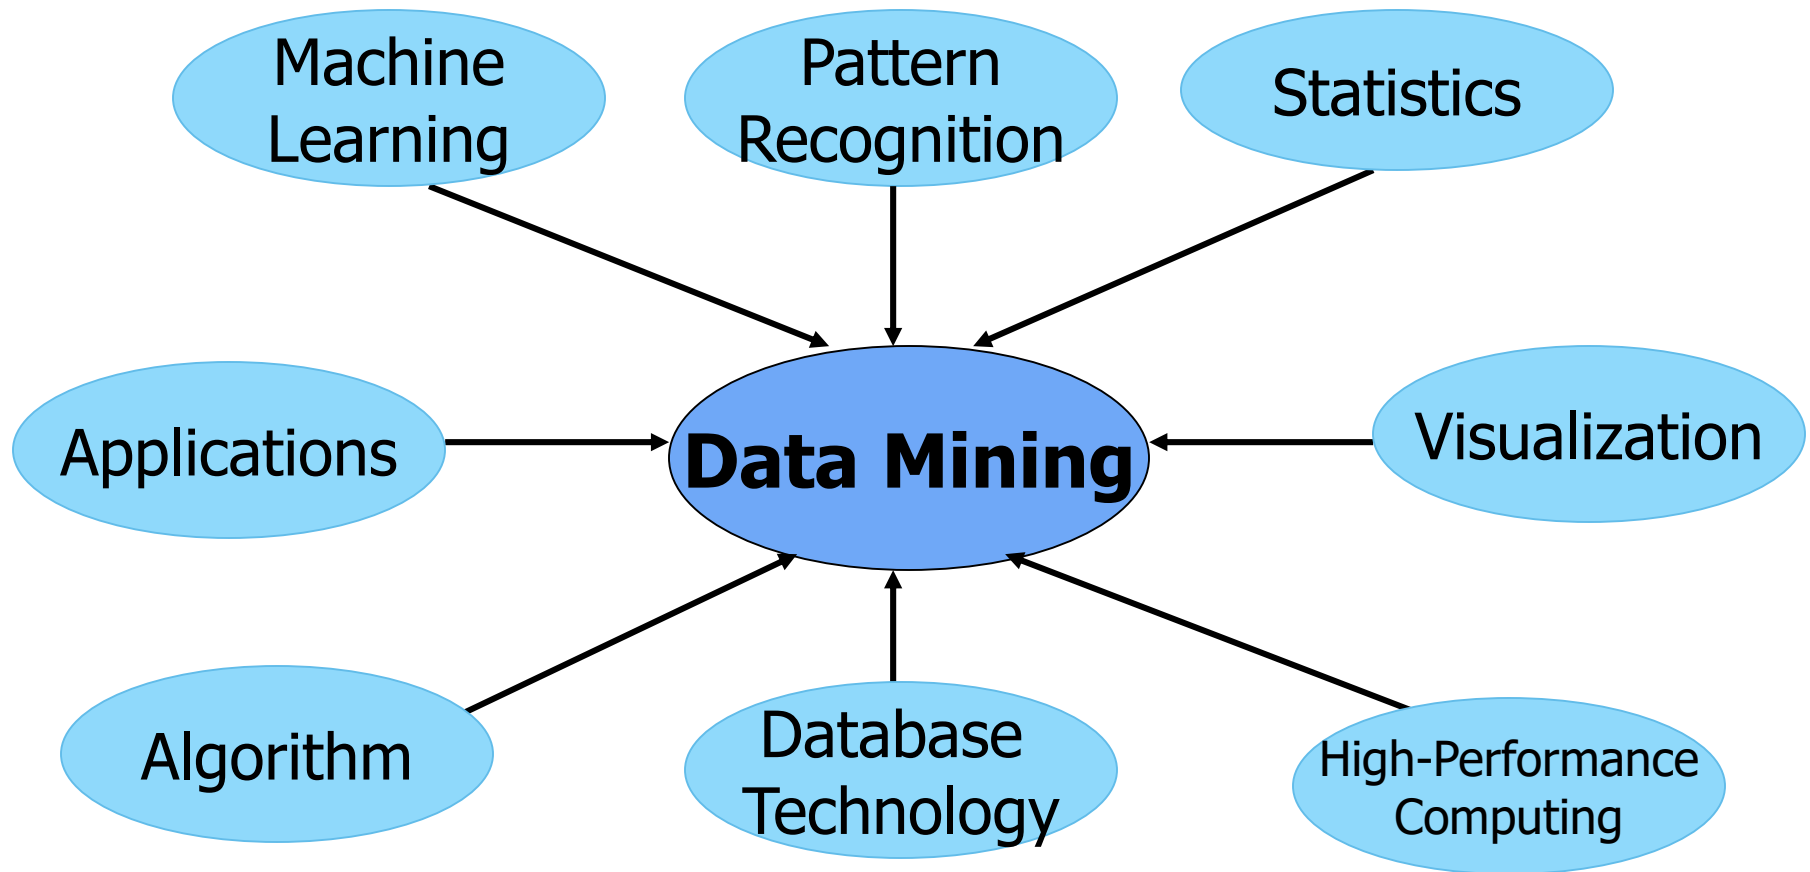 Machine
Learning
Pattern
Recognition
Statistics
Applications
Data Mining
Visualization
Algorithm
Database
Technology
High-Performance
Computing